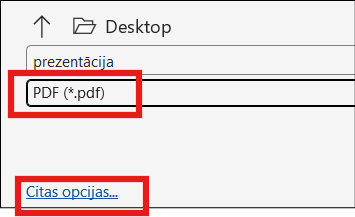 Desktop
prezentācija
PDF (*.pdf)
Citas opcijas...